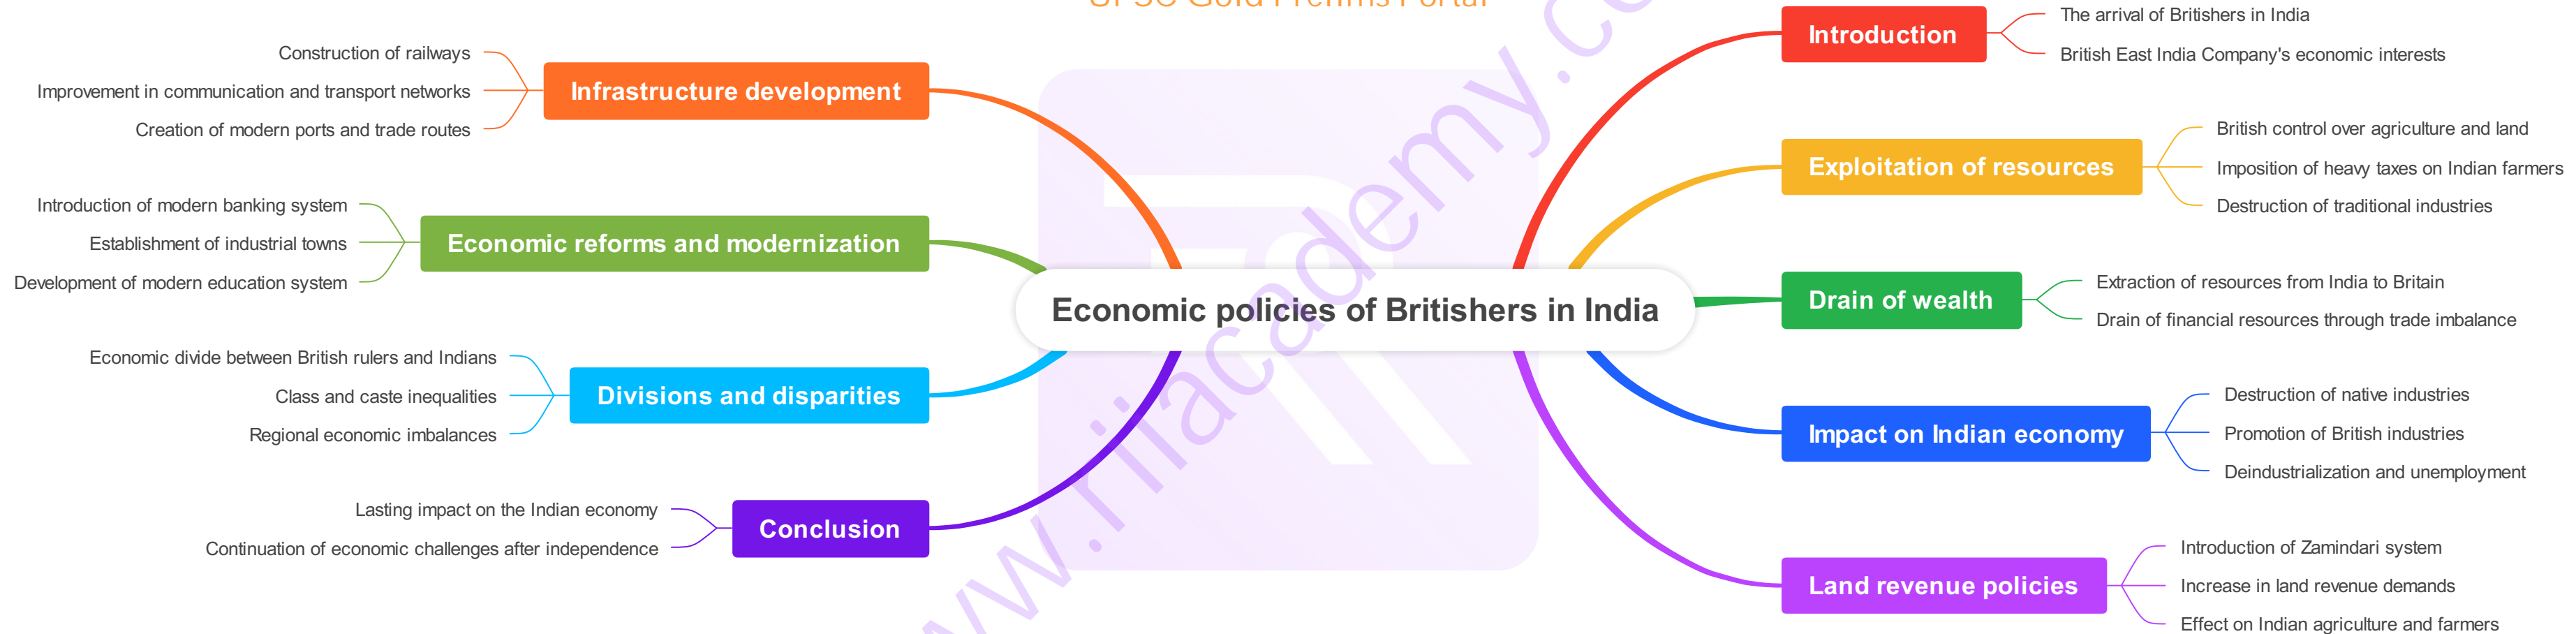 UPSC Gold Prelims Portal
Economic policies of Britishers in India
Introduction
The arrival of Britishers in India
British East India Company's economic interests
Exploitation of resources
British control over agriculture and land
Imposition of heavy taxes on Indian farmers
Destruction of traditional industries
Drain of wealth
Extraction of resources from India to Britain
Drain of financial resources through trade imbalance
Impact on Indian economy
Destruction of native industries
Promotion of British industries
Deindustrialization and unemployment
Land revenue policies
Introduction of Zamindari system
Increase in land revenue demands
Effect on Indian agriculture and farmers
Infrastructure development
Construction of railways
Improvement in communication and transport networks
Creation of modern ports and trade routes
Economic reforms and modernization
Introduction of modern banking system
Establishment of industrial towns
Development of modern education system
Divisions and disparities
Economic divide between British rulers and Indians
Class and caste inequalities
Regional economic imbalances
Conclusion
Lasting impact on the Indian economy
Continuation of economic challenges after independence